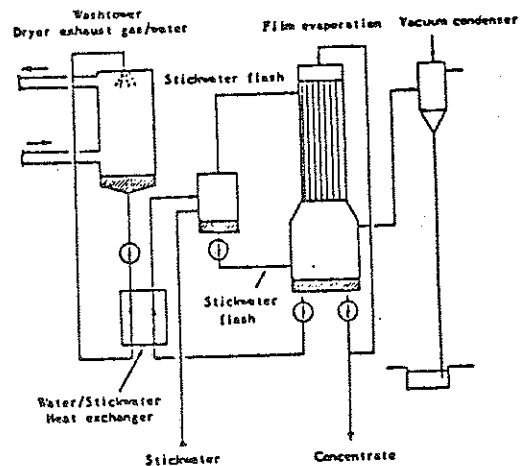 Washtower
Dryer exhaust gas/water
Film evaporation
Vacuum condenser
Stickwater flash
Stickwater
flash
Water/Stickwater
Heat exchanger
Stickwater
Concentrate